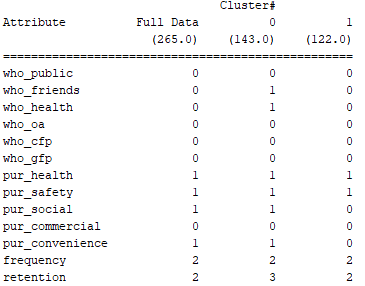 Cluster#
Attribute Full Data 0 1
(265.0) (143.0) (122.0)
==================================================
who_public 0 0 0
who_friends 0 1 0
who_health 0 1 0
who_oa 0 0 0
who_cfp 0 0 0
who_gfp 0 0 0
pur_health 1 1 1
pur_safety 1 1 1
pur_social 1 1 0
pur_commercial 0 0 0
pur_convenience 1 1 0
frequency 2 2 2
retention 2 3 2